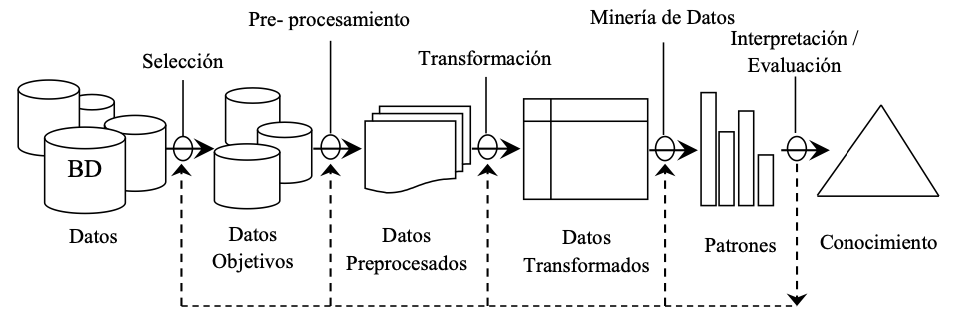 Pre- procesamiento
Minería de Datos
Interpretación /
Evaluación
Selección
Transformación
BD
Datos
Datos
Objetivos
Datos
Preprocesados
Datos
Transformados
Patrones
Conocimiento